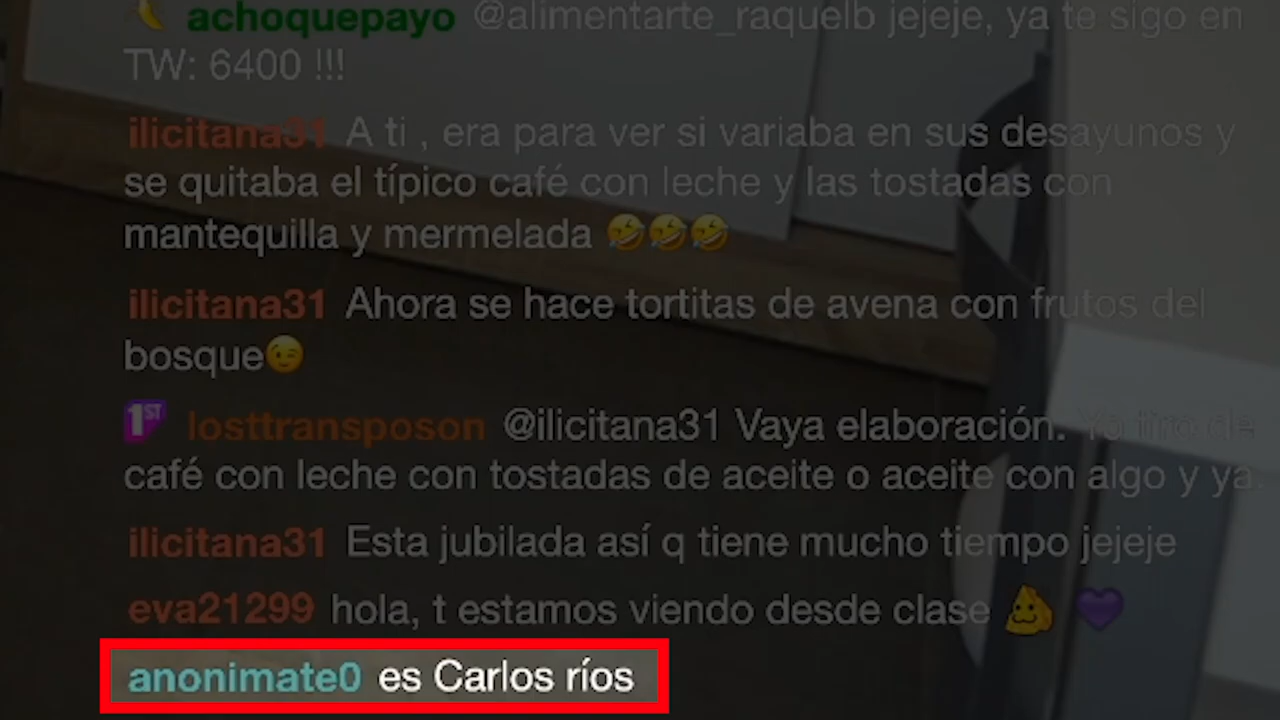 achoquepayo @alimentarte_raquelb jejeje, ya te sigo en
TW: 6400 !!!
ilicitana31 A ti , era para ver si variaba en sus desayunos y
se quitaba el típico café con leche y las tostadas con
mantequilla y mermelada 🤣🤣🤣
ilicitana31 Ahora se hace tortitas de avena con frutos del
bosque😉
1ST losttransposon @ilicitana31 Vaya elaboración. Yo tiro de
café con leche con tostadas de aceite o aceite con algo y ya.
ilicitana31 Esta jubilada así q tiene mucho tiempo jejeje
eva21299 hola, t estamos viendo desde clase 💜
anonimate0 es Carlos ríos